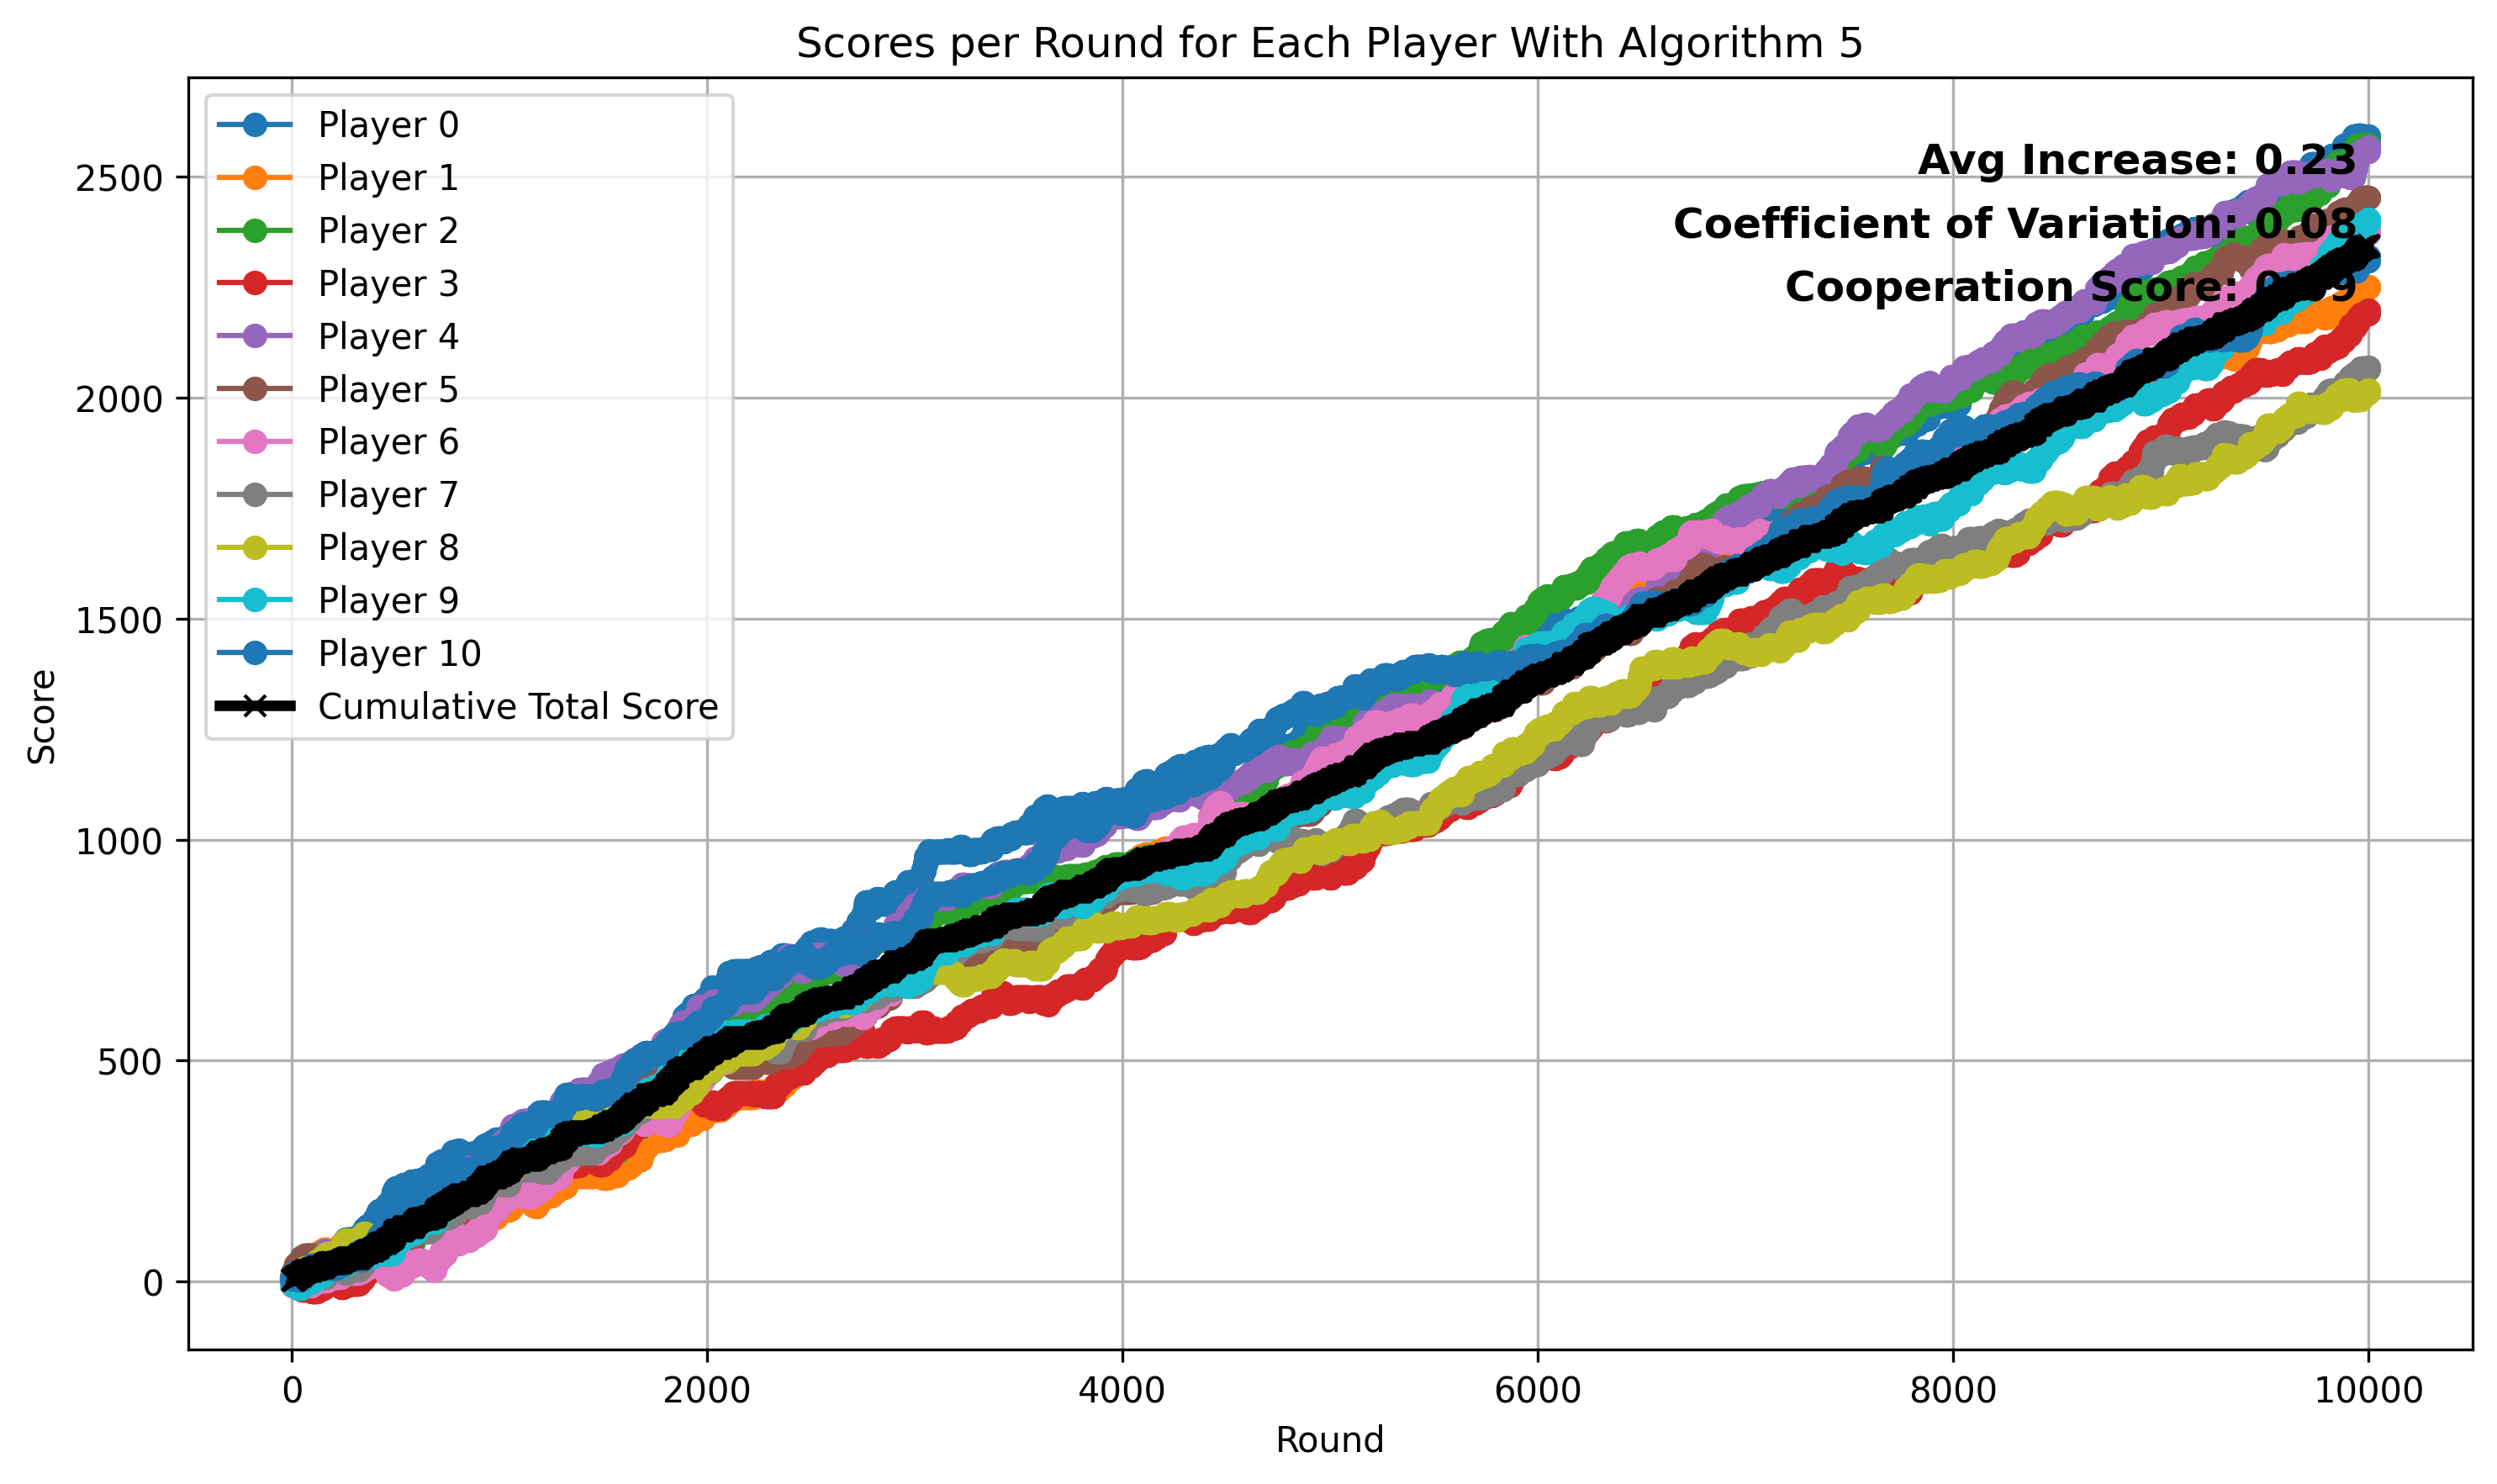 Scores per Round for Each Player With Algorithm 5
Player 0
Player 1
Player 2
Player 3
Player 4
Player 5
Player 6
Player 7
Player 8
Player 9
Player 10
Cumulative Total Score
Avg Increase: 0.23
Coefficient of Variation: 0.08
Cooperation Score:
2500
2000
1500
1000
500
0
Score
0
2000
4000
6000
8000
10000
Round